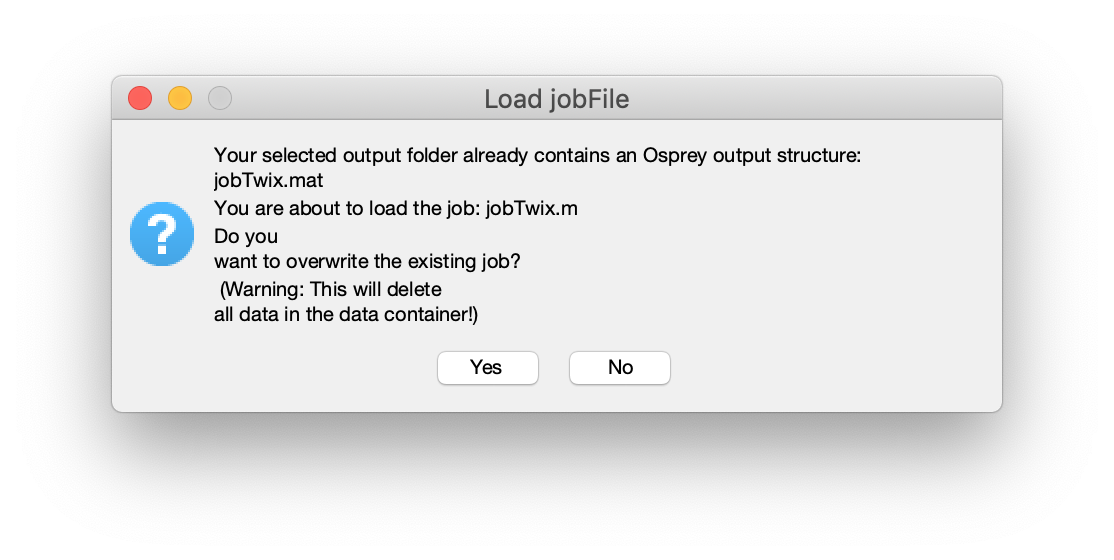 Load jobFile
Your selected output folder already contains an Osprey output structure:
jobTwix.mat
You are about to load the job: jobTwix.m
Do you
want to overwrite the existing job?
(Warning: This will delete
all data in the data container!)
Yes
No